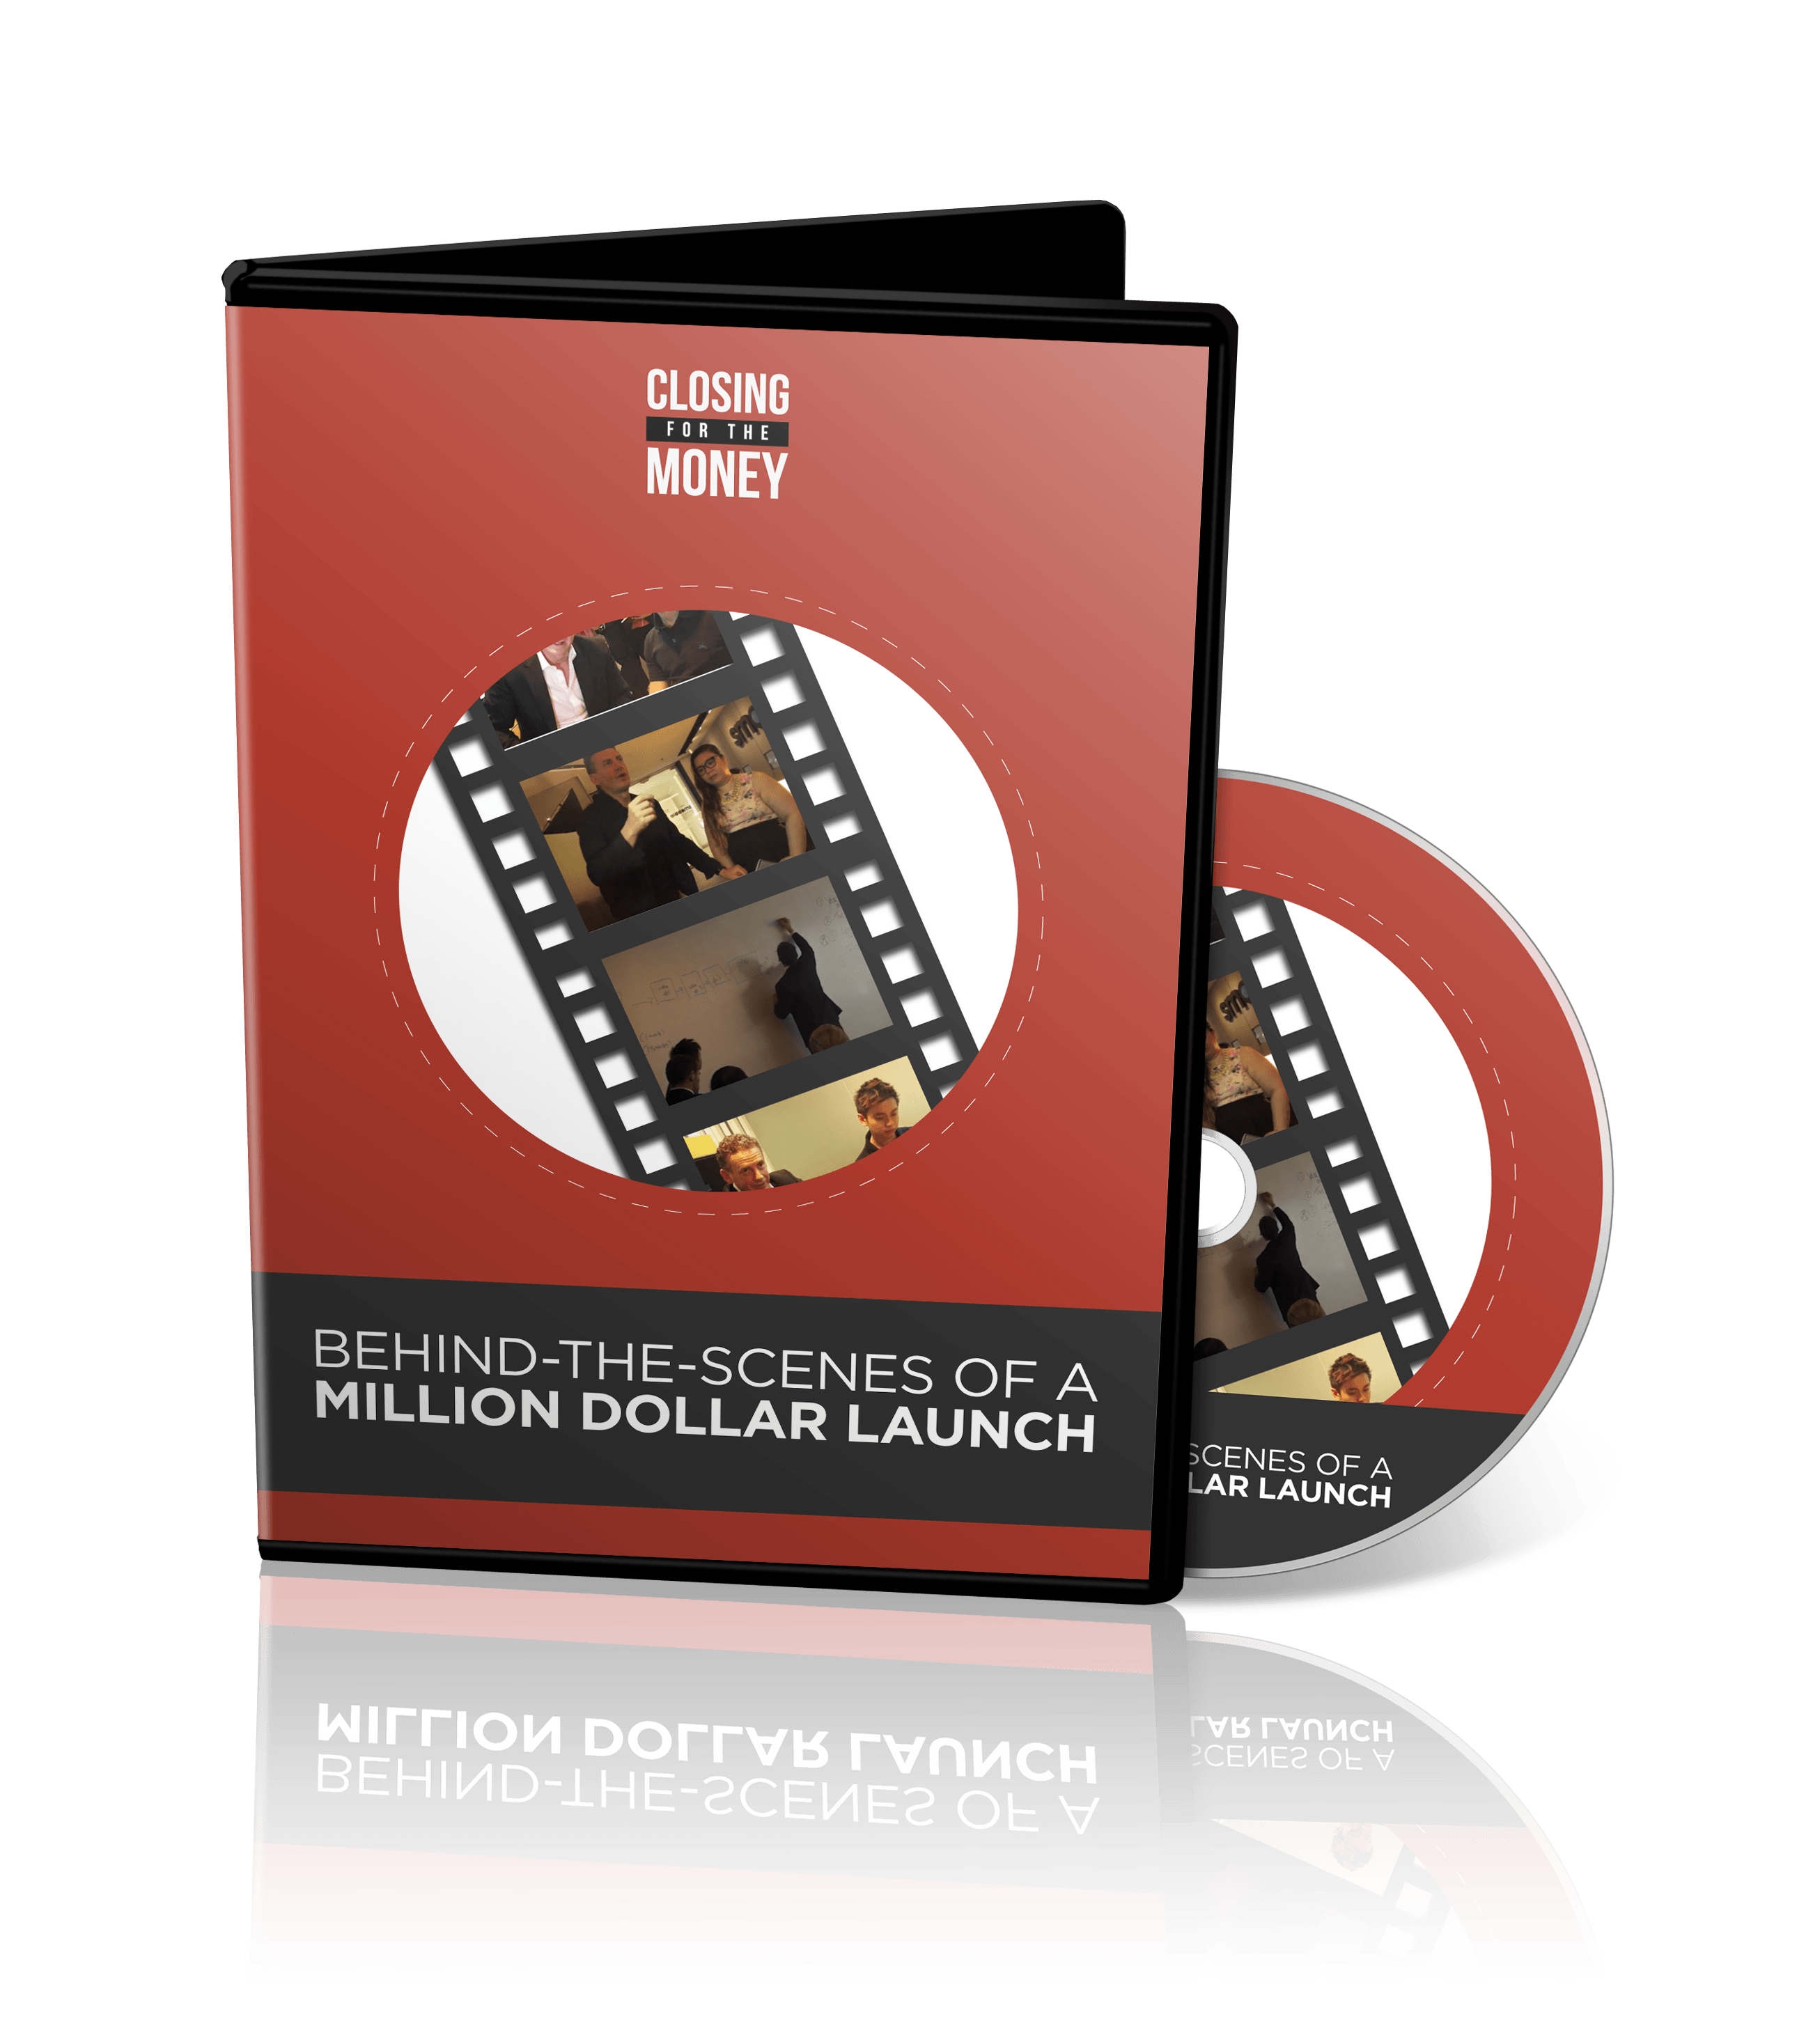 CLOSING
FOR THE
MONEY
BEHIND-THE-SCENES OF A
MILLION DOLLAR LAUNCH
SCENES OF A
LAR LAUNCH